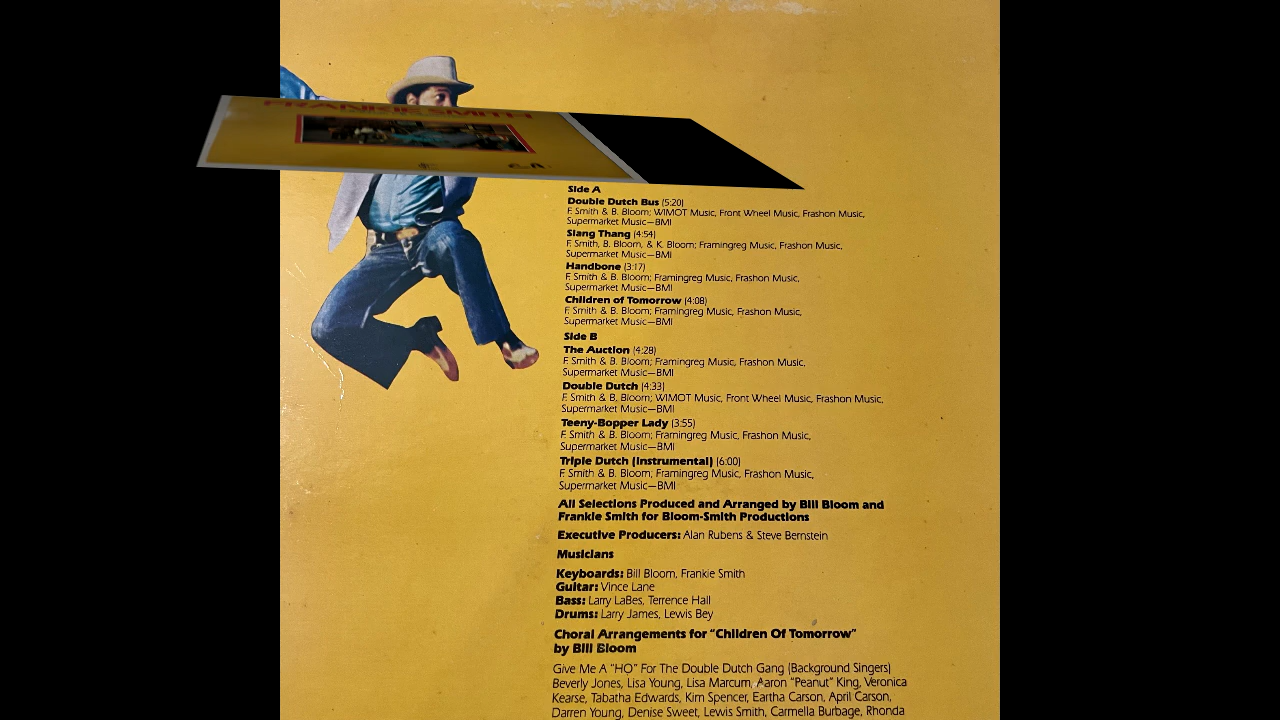 FRANKIE SMITH
Side A
Double Dutch Bus (5:20)
F. Smith & B. Bloom; WIMOT Music, Front Wheel Music, Frashon Music,
Supermarket Music—BMI
Slang Thang (4:54)
F. Smith, B. Bloom, & K. Bloom; Framingreg Music, Frashon Music,
Supermarket Music—BMI
Handbone (3:17)
F. Smith & B. Bloom; Framingreg Music, Frashon Music,
Supermarket Music—BMI
Children of Tomorrow (4:08)
F. Smith & B. Bloom; Framingreg Music, Frashon Music,
Supermarket Music—BMI
Side B
The Auction (4:28)
F. Smith & B. Bloom; Framingreg Music, Frashon Music,
Supermarket Music—BMI
Double Dutch (4:33)
F. Smith & B. Bloom; WIMOT Music, Front Wheel Music, Frashon Music,
Supermarket Music—BMI
Teeny-Bopper Lady (3:55)
F. Smith & B. Bloom; Framingreg Music, Frashon Music,
Supermarket Music—BMI
Triple Dutch (Instrumental) (6:00)
F. Smith & B. Bloom; Framingreg Music, Frashon Music,
Supermarket Music—BMI
All Selections Produced and Arranged by Bill Bloom and
Frankie Smith for Bloom-Smith Productions
Executive Producers: Alan Rubens & Steve Bernstein
Musicians
Keyboards: Bill Bloom, Frankie Smith
Guitar: Vince Lane
Bass: Larry LaBes, Terrence Hall
Drums: Larry James, Lewis Bey
Choral Arrangements for "Children Of Tomorrow"
by Bill Bloom
Give Me A "HO" For The Double Dutch Gang (Background Singers)
Beverly Jones, Lisa Young, Lisa Marcum, Aaron "Peanut" King, Veronica
Kearse, Tabatha Edwards, Kim Spencer, Eartha Carson, April Carson,
Darren Young, Denise Sweet, Lewis Smith, Carmella Burbage, Rhonda